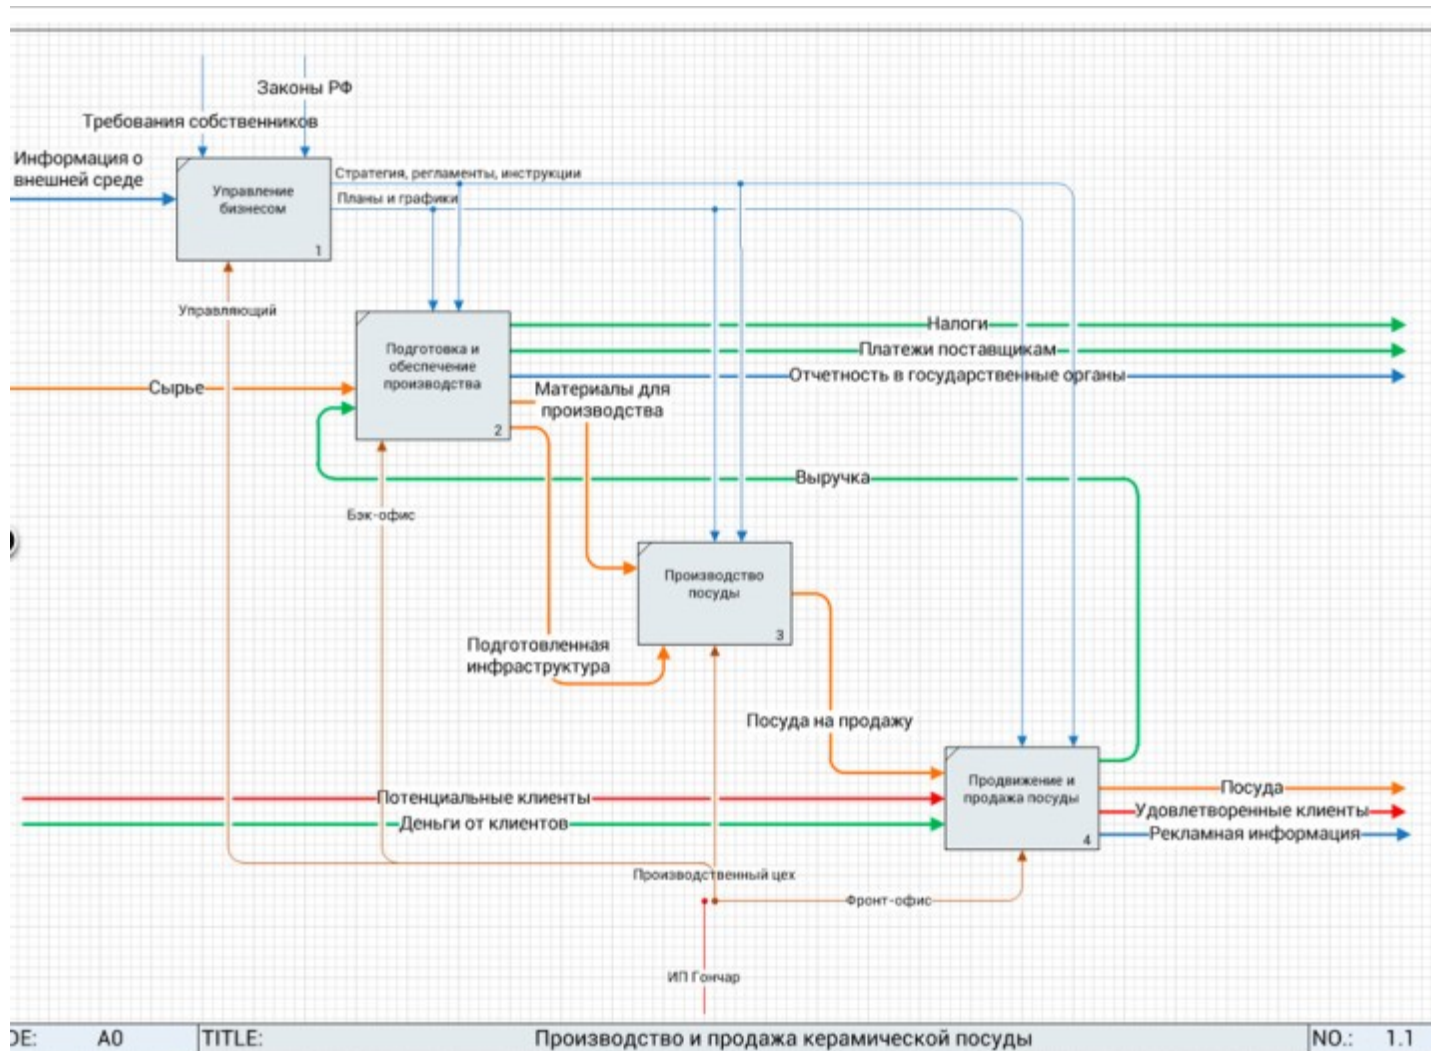 Законы РФ
Требования собственников
Информация о
внешней среде
Стратегия, регламенты, инструкции
Управление
бизнесом
Планы и графики
1
Управляющий
Налоги
Подготовка и
обеспечение
производства
Платежи поставщикам
Отчетность в государственные органы
Сырье
Материалы для
производства
2
Выручка
Бэк-офис
Производство
посуды
3
Подготовленная
инфраструктура
Посуда на продажу
Продвижение и
продажа посуды
Посуда
Потенциальные клиенты
Удовлетворенные клиенты
Деньги от клиентов
Рекламная информация
4
Производственный цех
Фронт-офис
ИП Гончар
DE: A0 TITLE: Производство и продажа керамической посуды NO.: 1.1